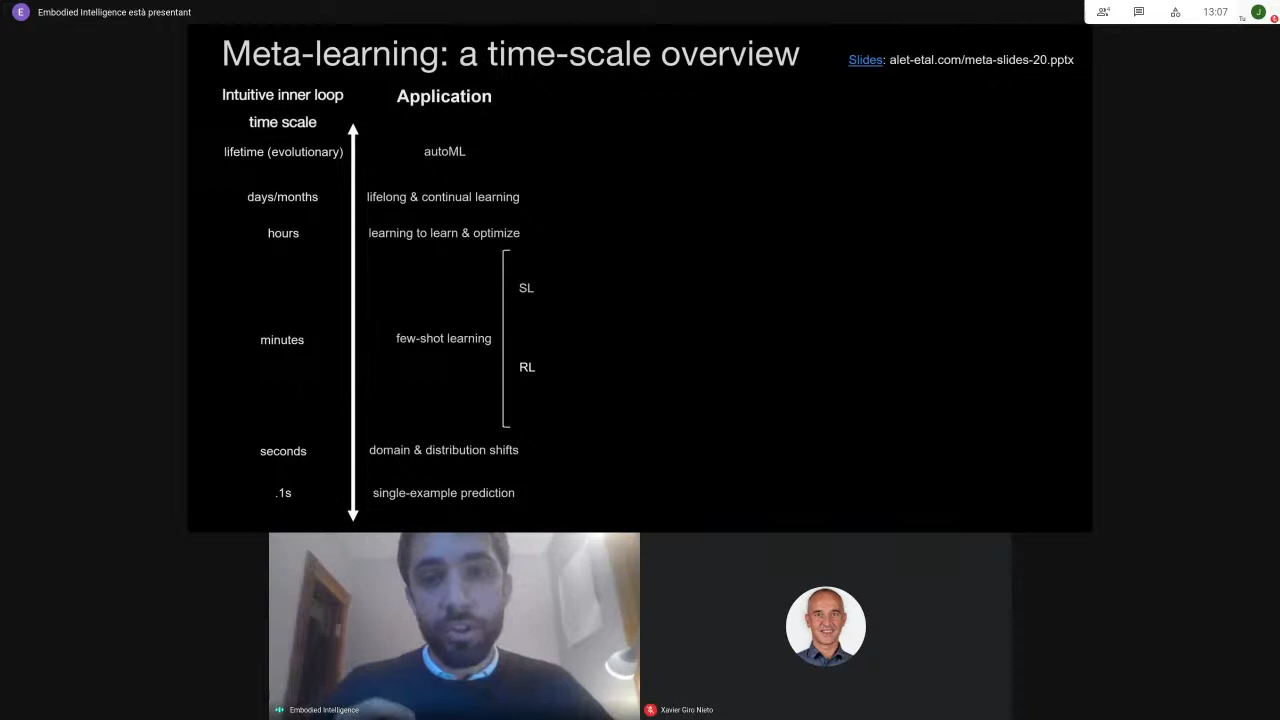 E Embodied Intelligence està presentant
4
13:07
Tu
J
Meta-learning: a time-scale overview
Slides: alet-etal.com/meta-slides-20.pptx
Intuitive inner loop
time scale
Application
lifetime (evolutionary)
autoML
days/months
lifelong & continual learning
hours
learning to learn & optimize
SL
minutes
few-shot learning
RL
seconds
domain & distribution shifts
.1s
single-example prediction
Embodied Intelligence
Xavier Giro Nieto